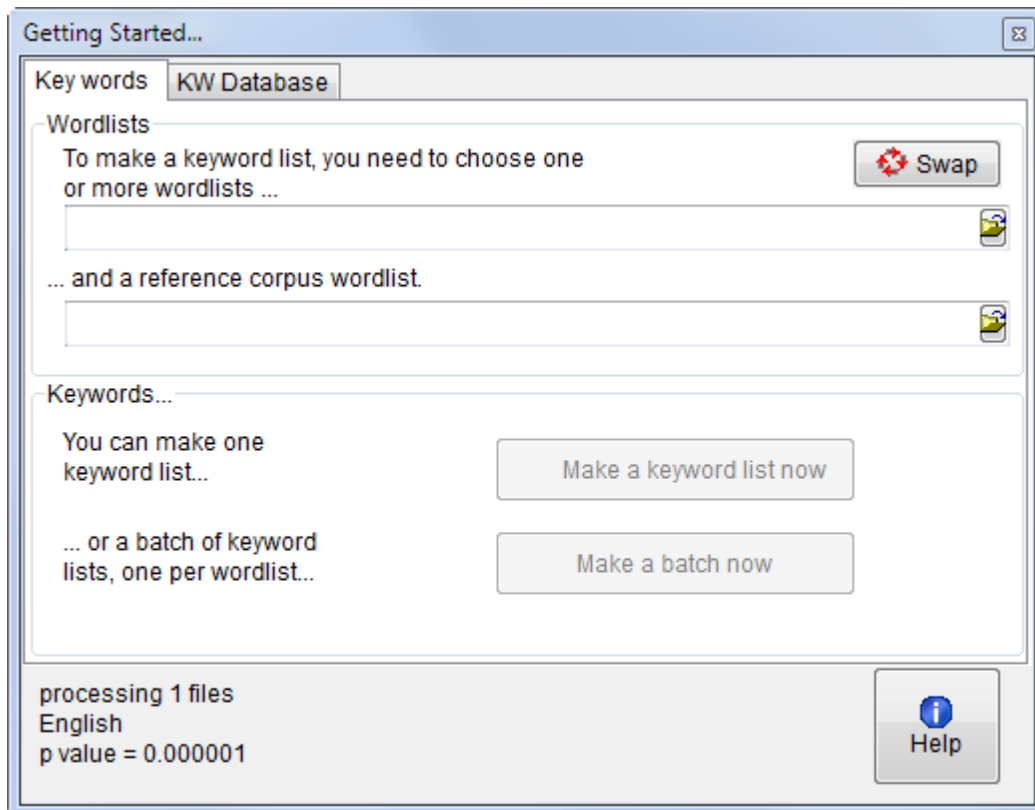 Getting Started...
Key words
KW Database
Wordlists
To make a keyword list, you need to choose one
or more wordlists ...
Swap
... and a reference corpus wordlist.
Keywords...
You can make one
keyword list...
Make a keyword list now
... or a batch of keyword
lists, one per wordlist...
Make a batch now
processing 1 files
English
p value = 0.000001
Help